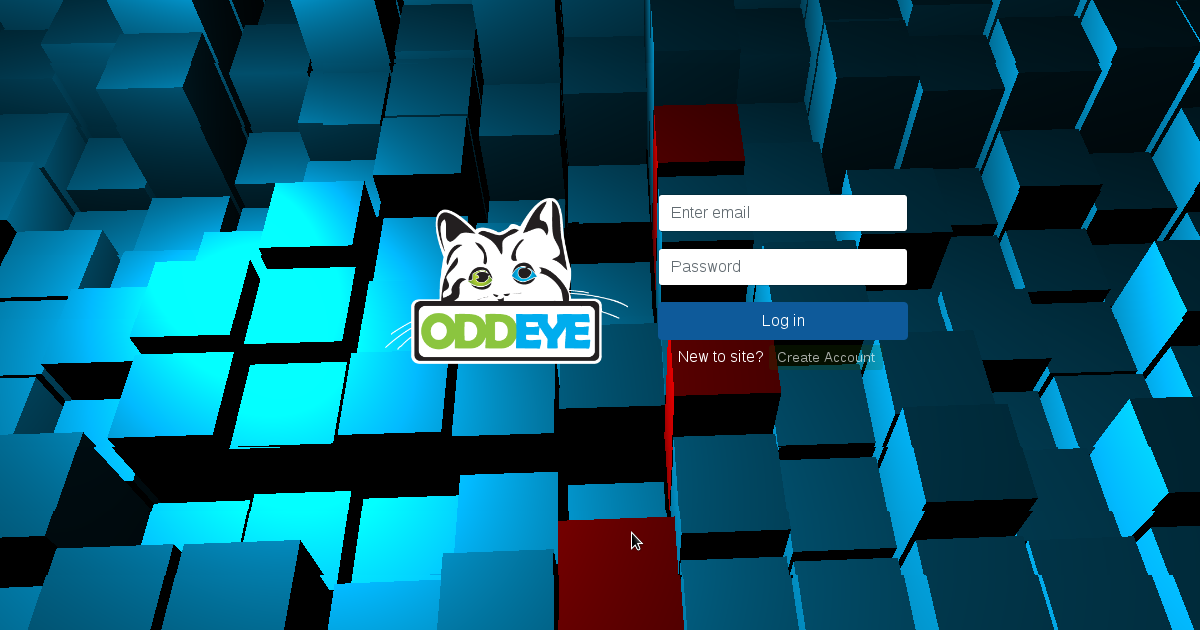 ODDEYE
Enter email
Password
Log in
New to site? Create Account